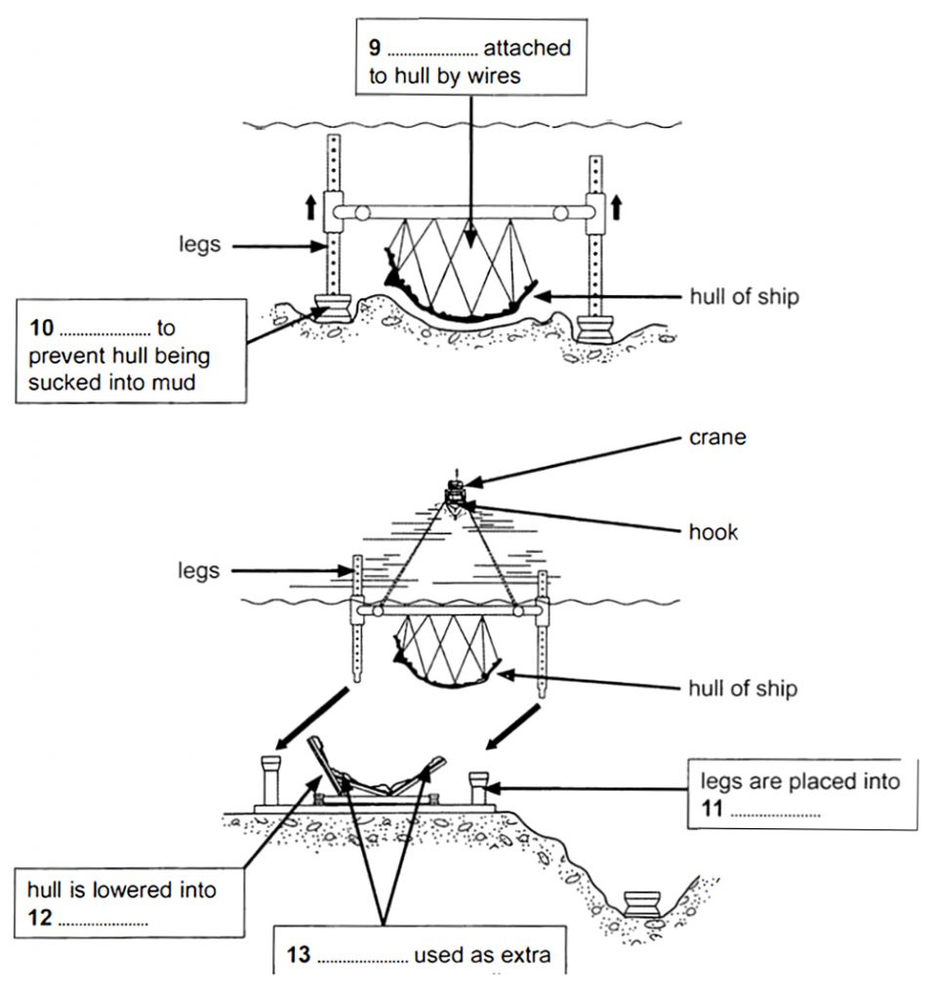 9 ...................... attached
to hull by wires
legs
hull of ship
10 ...................... to
prevent hull being
sucked into mud
crane
hook
legs
hull of ship
legs are placed into
11 ......................
hull is lowered into
12 ......................
13 ...................... used as extra